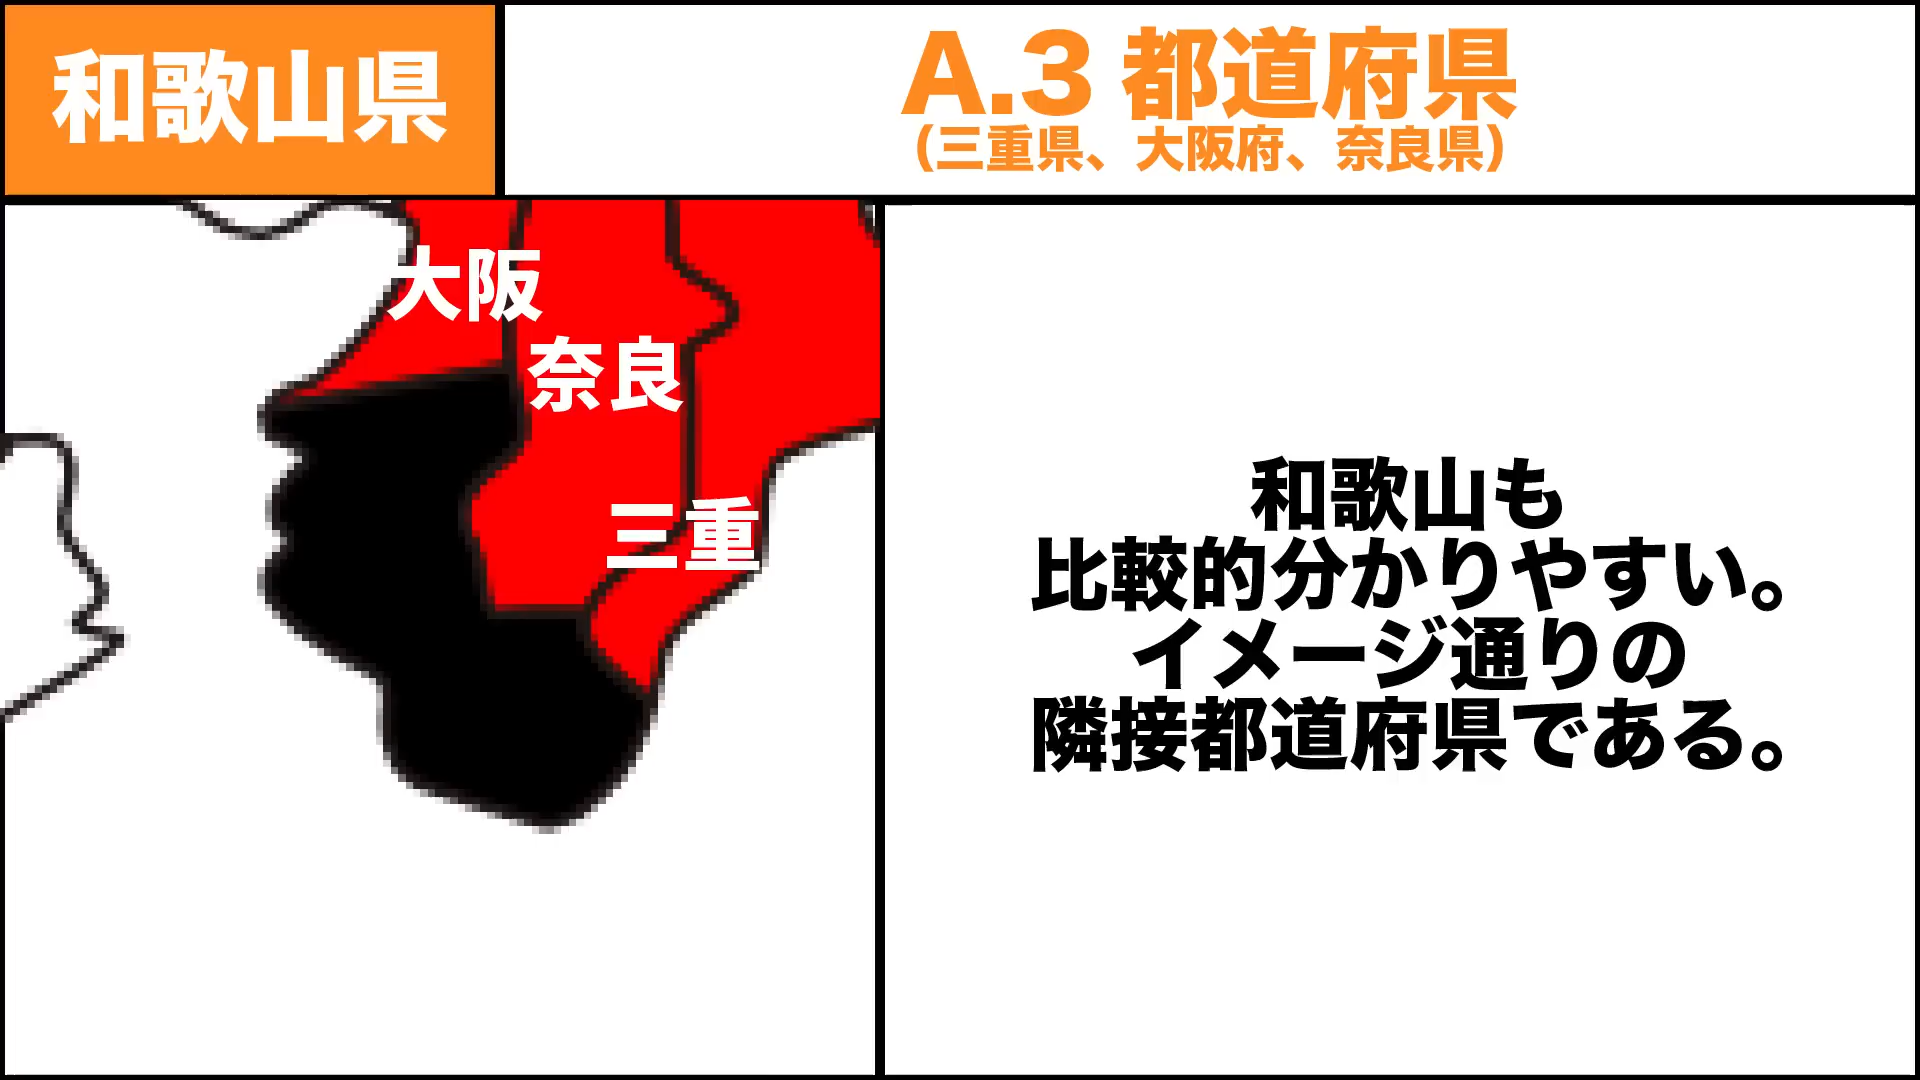 和歌山県
A.3 都道府県
（三重県、大阪府、奈良県）
大阪
奈良
三重
和歌山も
比較的分かりやすい。
イメージ通りの
隣接都道府県である。